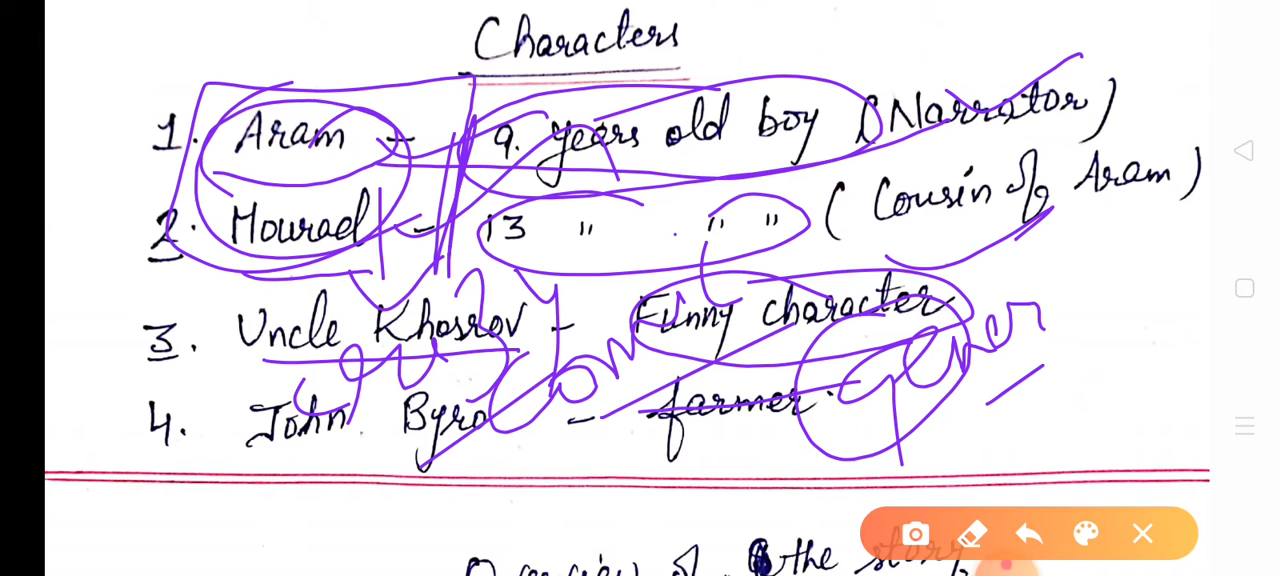 Characters
1. Aram - 9. years old boy (Narrator)
2. Mourad - 13 " " " (Cousin of Aram)
3. Uncle Khosrov - Funny character
4. John Byro - farmer.
of the story